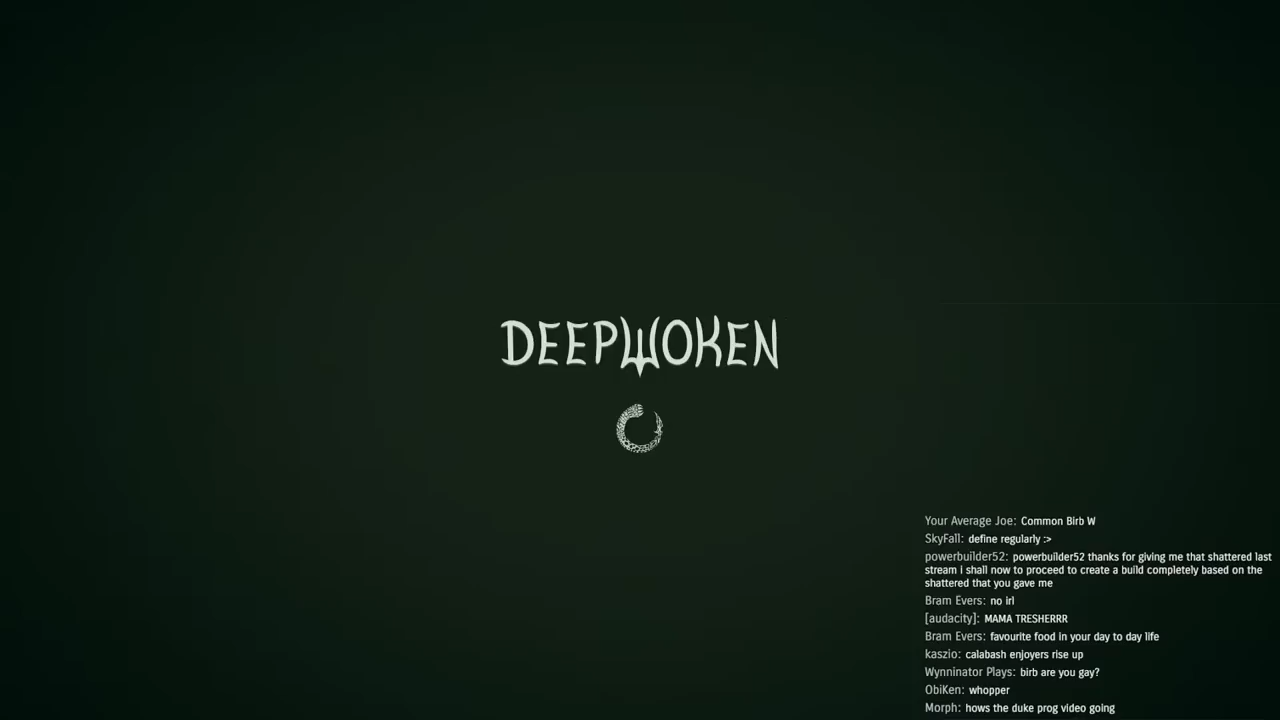 DEEPWOKEN
Your Average Joe: Common Birb W
SkyFall: define regularly :>
powerbuilder52: powerbuilder52 thanks for giving me that shattered last
stream i shall now to proceed to create a build completely based on the
shattered that you gave me
Bram Evers: no irl
[audacity]: MAMA TRESHERRR
Bram Evers: favourite food in your day to day life
kaszio: calabash enjoyers rise up
Wynninator Plays: birb are you gay?
ObiKen: whopper
Morph: hows the duke prog video going